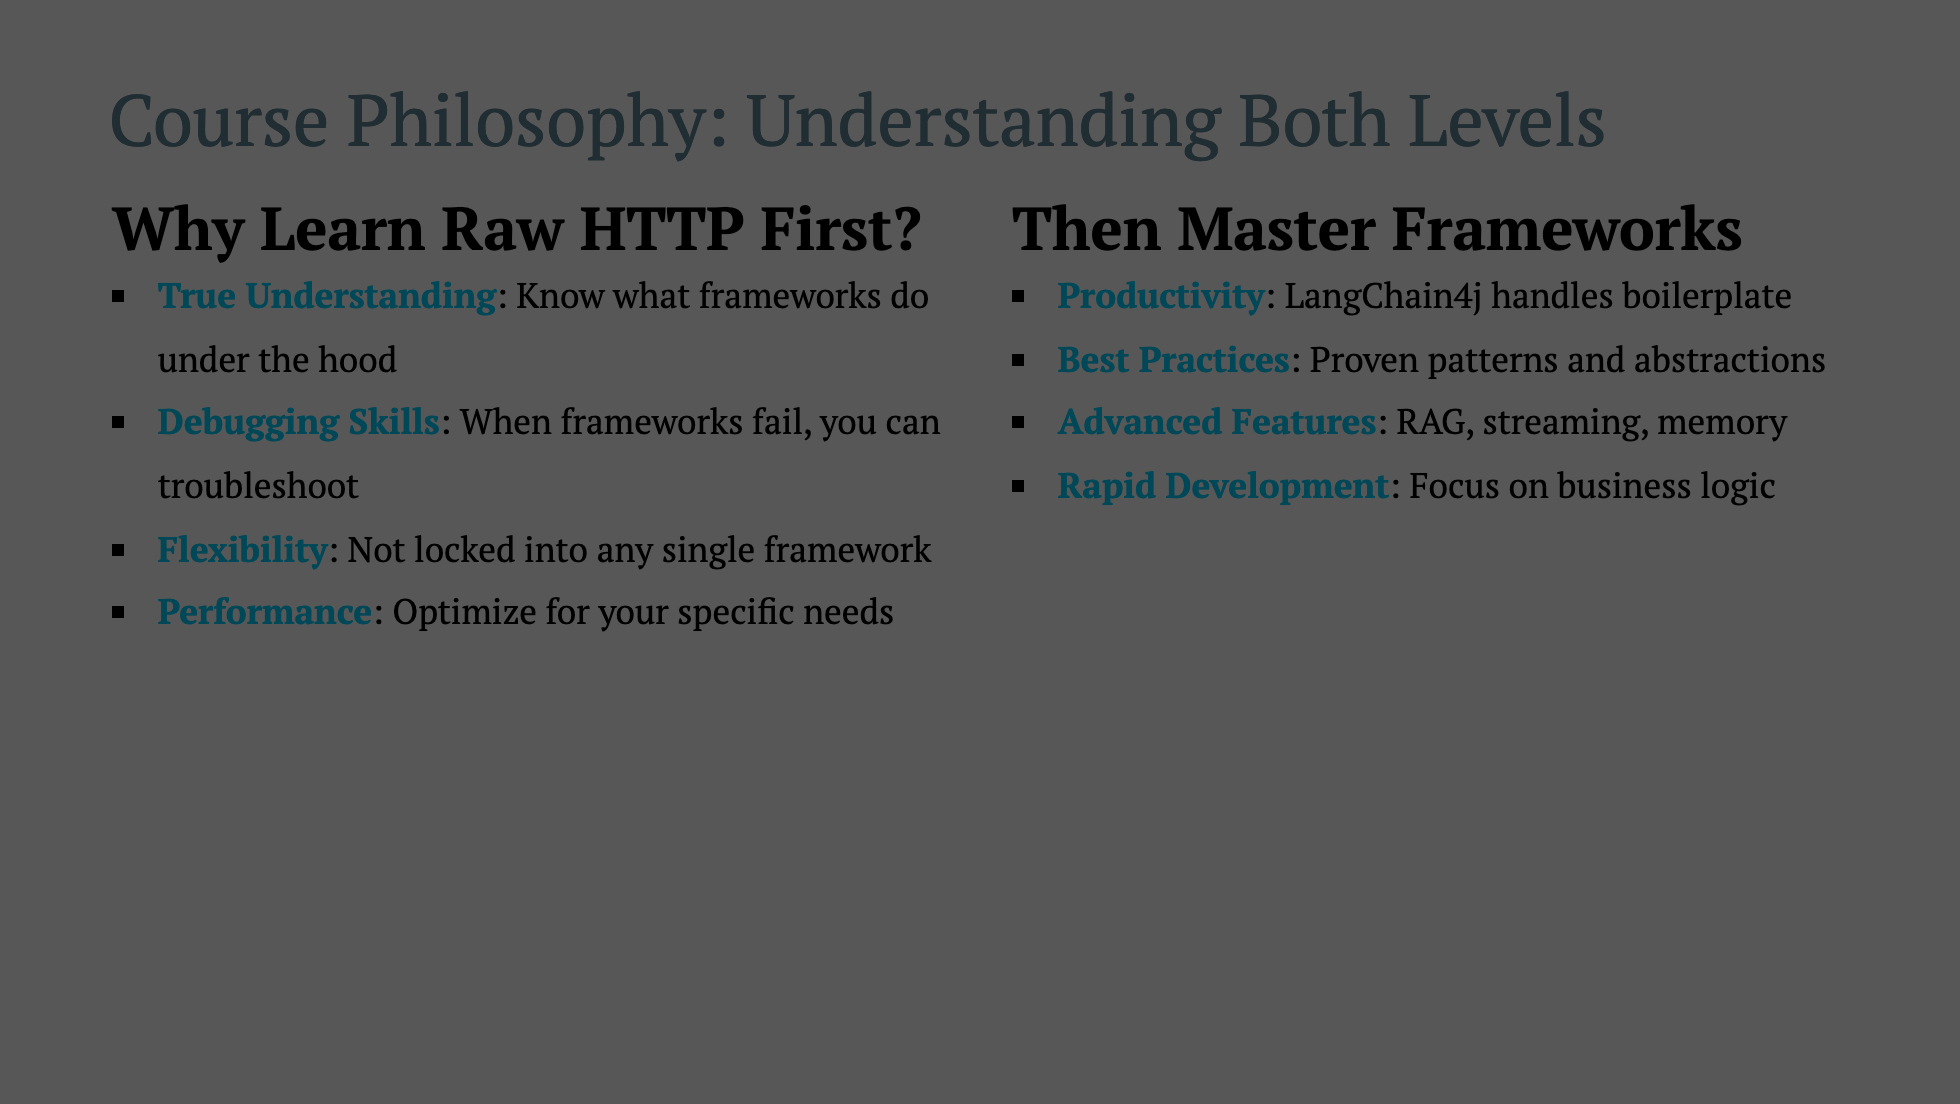 Course Philosophy: Understanding Both Levels
Why Learn Raw HTTP First?
True Understanding: Know what frameworks do
under the hood
Debugging Skills: When frameworks fail, you can
troubleshoot
Flexibility: Not locked into any single framework
Performance: Optimize for your specific needs
Then Master Frameworks
Productivity: LangChain4j handles boilerplate
Best Practices: Proven patterns and abstractions
Advanced Features: RAG, streaming, memory
Rapid Development: Focus on business logic